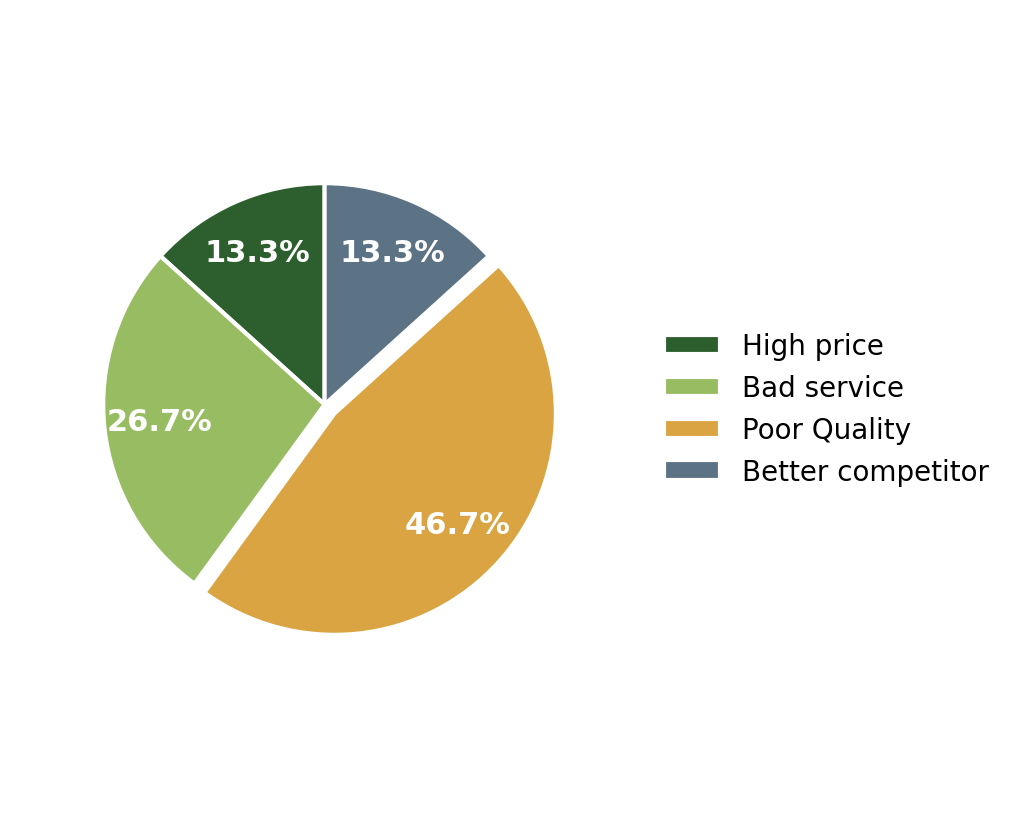 13.3%
13.3%
26.7%
46.7%
High price
Bad service
Poor Quality
Better competitor